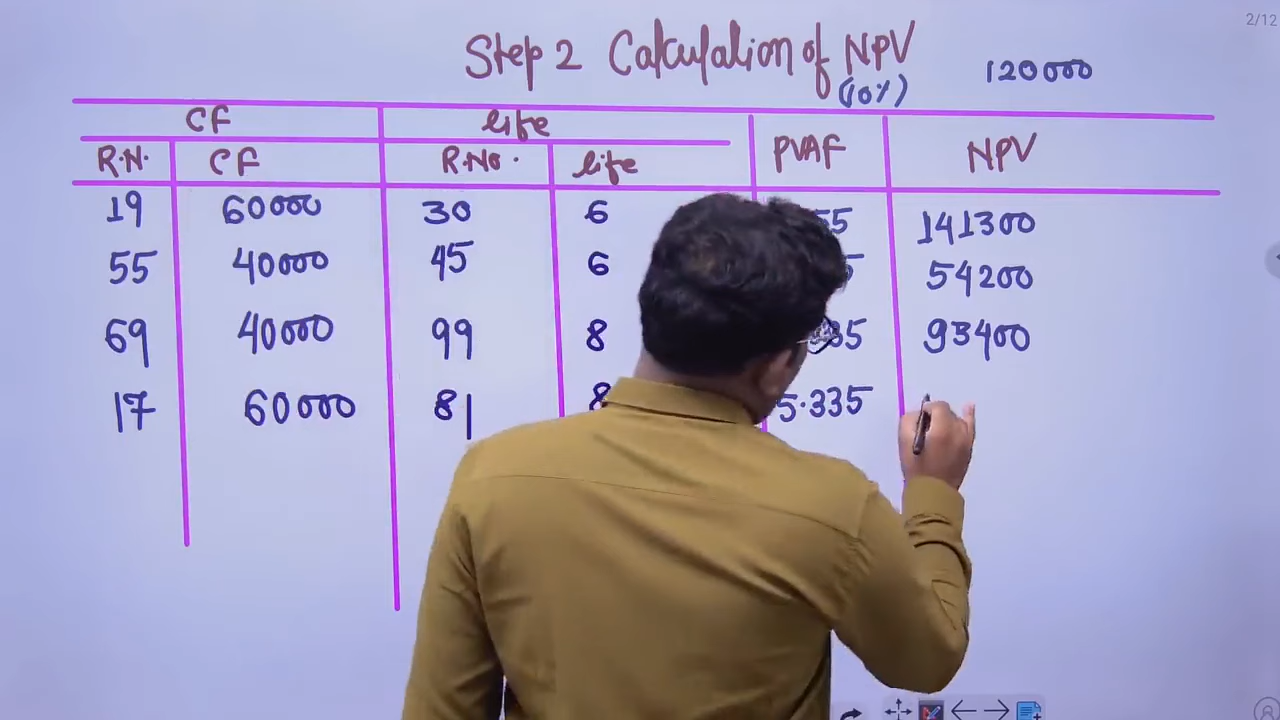 2/12
Step 2 Calculation of NPV
(10%)
120000
CF life PVAF NPV
R.N. CF R.No. life
19 60000 30 6 141300
55 40000 45 6 54200
69 40000 99 8 93400
17 60000 81 8 5.335